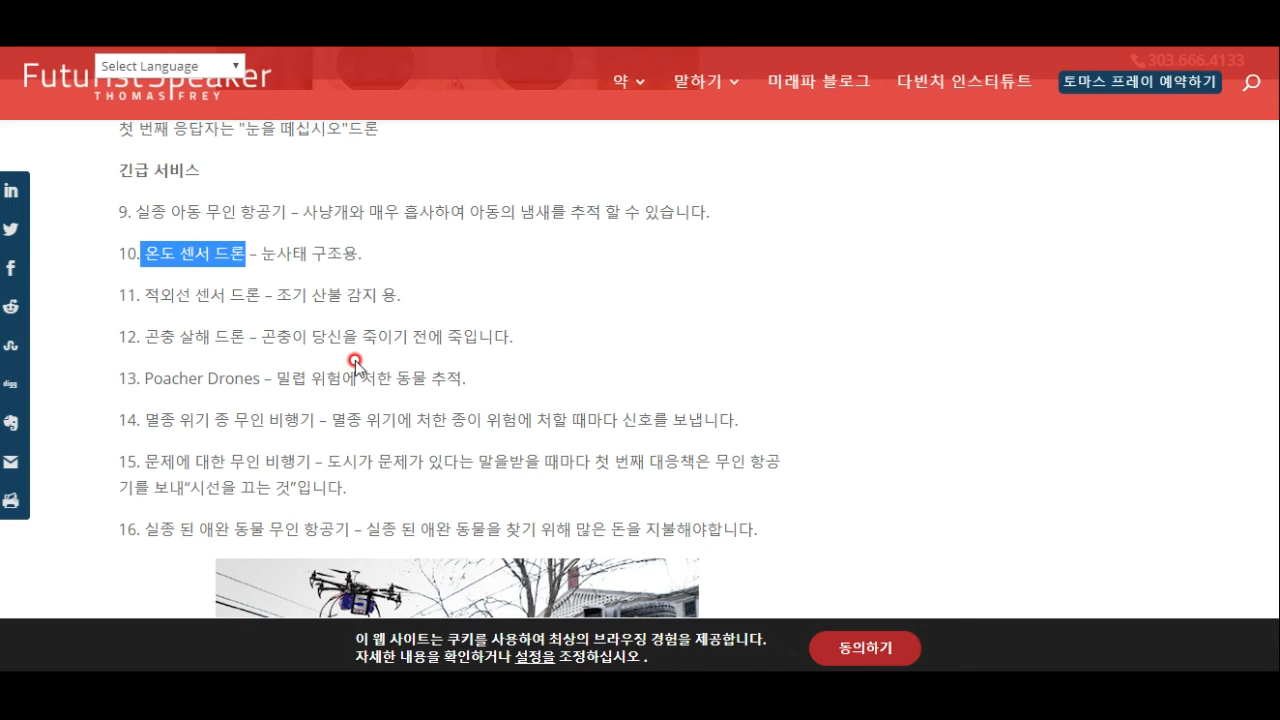 Select Language
Futurist Speaker
THOMAS FREY
303.666.4133
약
말하기
미래파 블로그
다빈치 인스티튜트
토마스 프레이 예약하기
첫 번째 응답자는 "눈을 떼십시오"드론
긴급 서비스
9. 실종 아동 무인 항공기 – 사냥개와 매우 흡사하여 아동의 냄새를 추적 할 수 있습니다.
10. 온도 센서 드론 – 눈사태 구조용.
11. 적외선 센서 드론 – 조기 산불 감지 용.
12. 곤충 살해 드론 – 곤충이 당신을 죽이기 전에 죽입니다.
13. Poacher Drones – 밀렵 위험에 처한 동물 추적.
14. 멸종 위기 종 무인 비행기 – 멸종 위기에 처한 종이 위험에 처할 때마다 신호를 보냅니다.
15. 문제에 대한 무인 비행기 – 도시가 문제가 있다는 말을받을 때마다 첫 번째 대응책은 무인 항공
기를 보내“시선을 끄는 것”입니다.
16. 실종 된 애완 동물 무인 항공기 – 실종 된 애완 동물을 찾기 위해 많은 돈을 지불해야합니다.
in
digg
이 웹 사이트는 쿠키를 사용하여 최상의 브라우징 경험을 제공합니다.
자세한 내용을 확인하거나 설정을 조정하십시오 .
동의하기